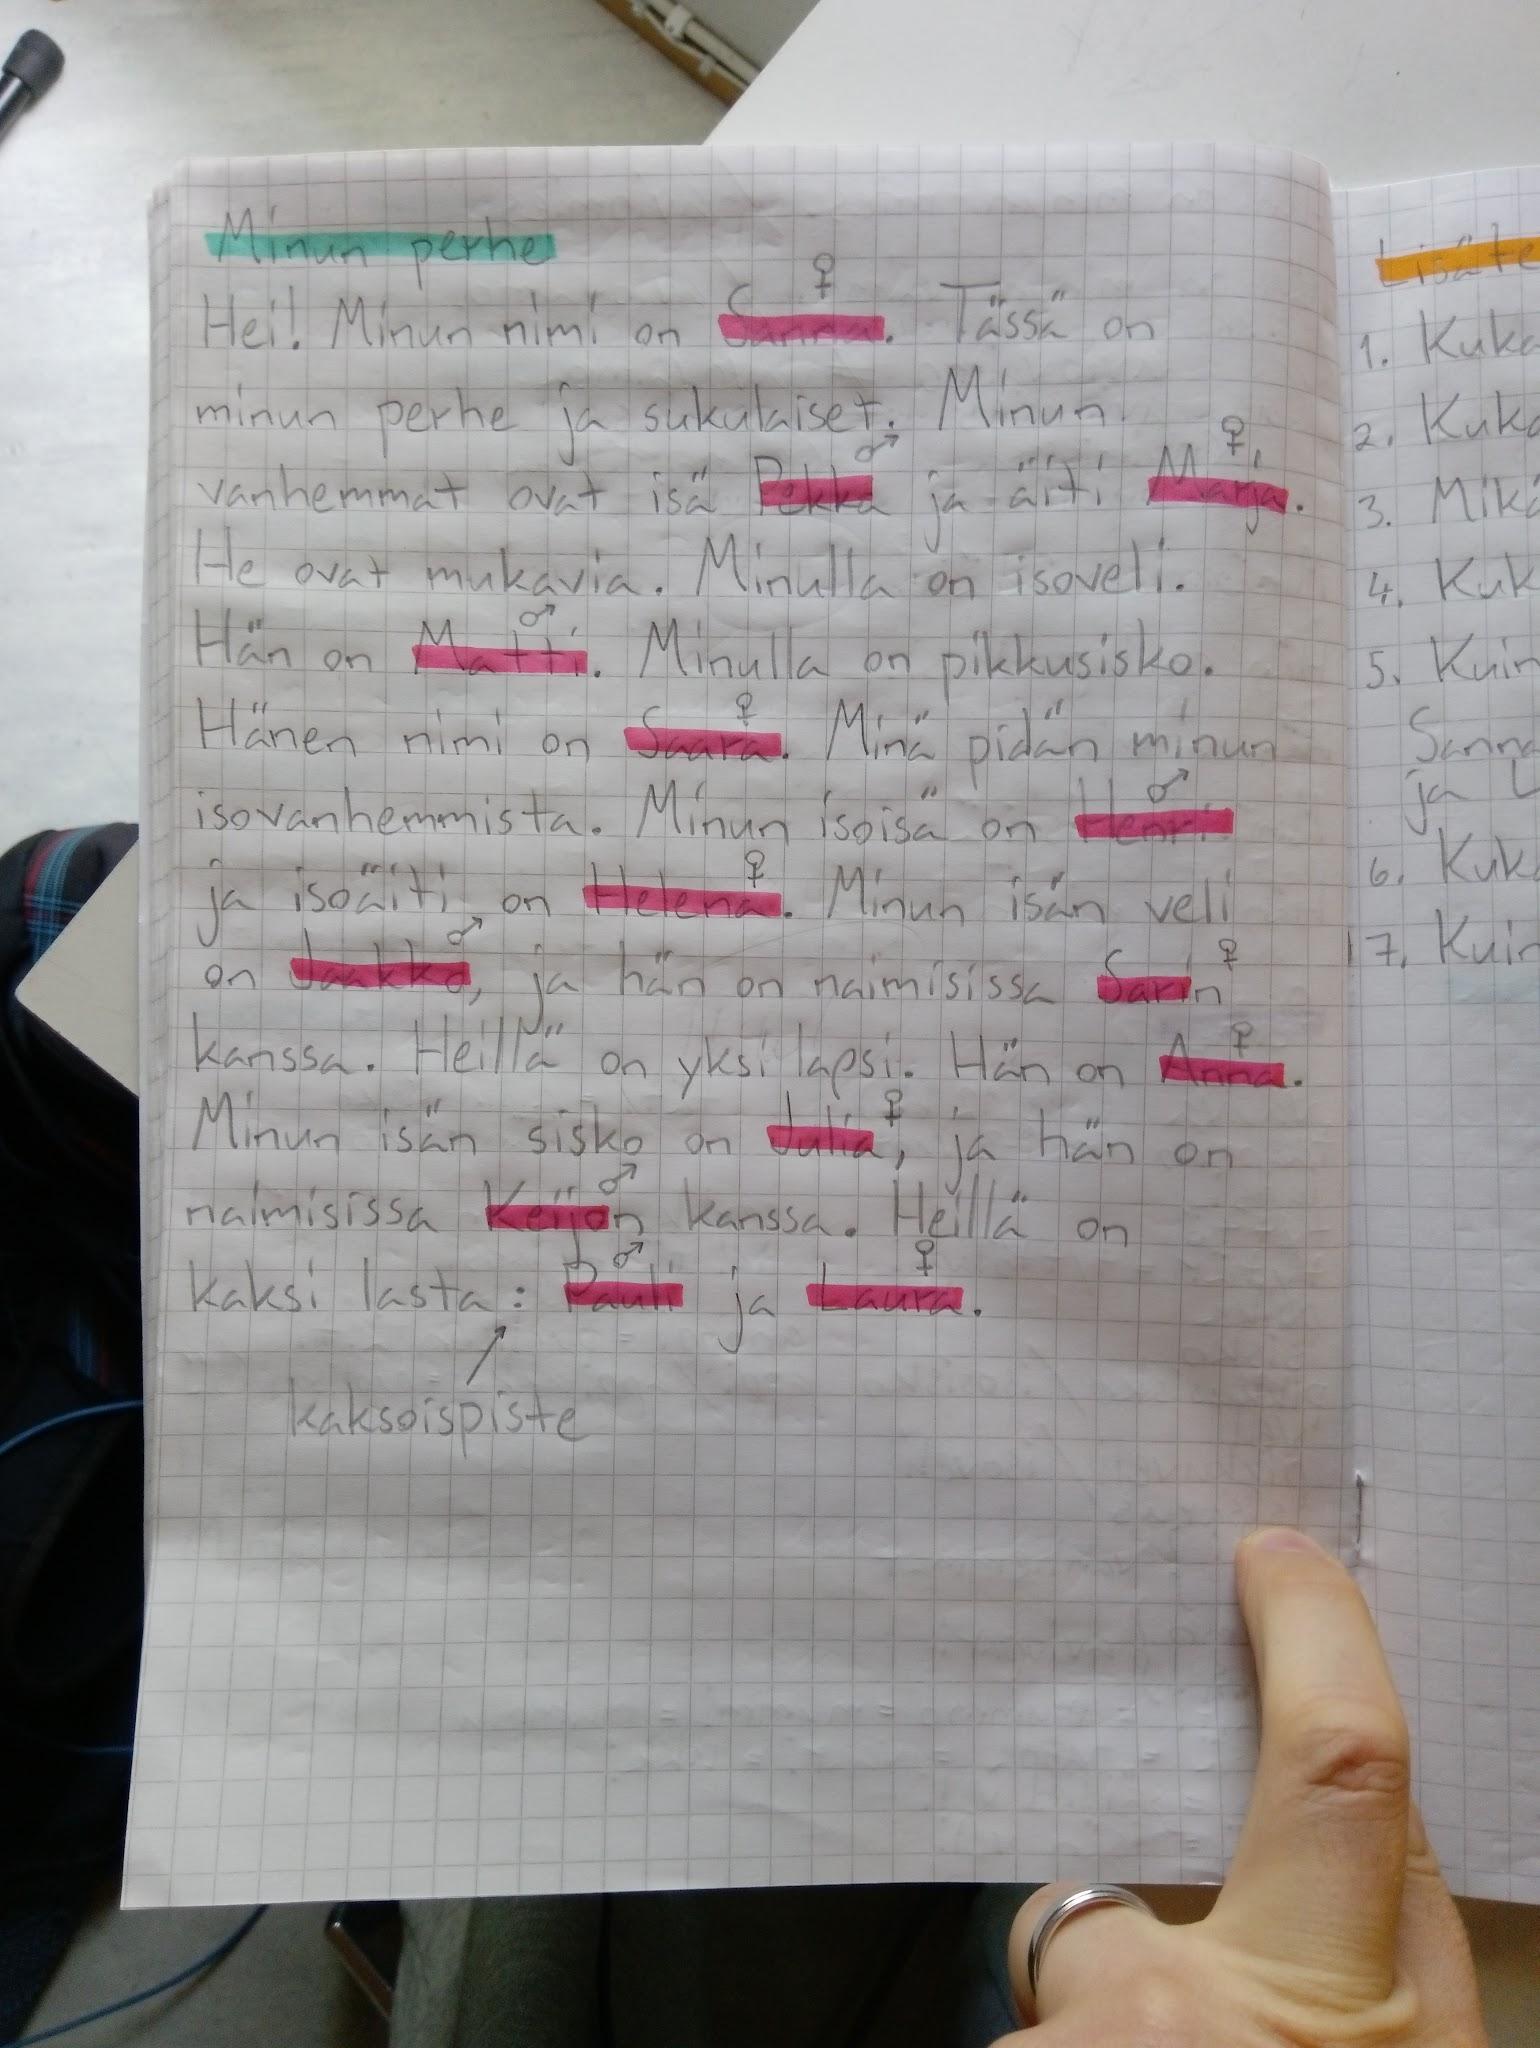 Minun perhe
Hei! Minun nimi on Sanna. Tässä on
minun perhe ja sukulaiset. Minun
vanhemmat ovat isä Pekka ja äiti Marja.
He ovat mukavia. Minulla on isoveli.
Hän on Matti. Minulla on pikkusisko.
Hänen nimi on Saara. Minä pidän minun
isovanhemmista. Minun isoisä on Henri
ja isoäiti on Helena. Minun isän veli
on Jaakko, ja hän on naimisissa Sarin
kanssa. Heillä on yksi lapsi. Hän on Anna.
Minun isän sisko on Julia, ja hän on
naimisissa Keijon kanssa. Heillä on
kaksi lasta: Pauli ja Laura.
kaksoispiste
Lisäte
1. Kuka
2. Kuka
3. Mikä
4. Kuk
5. Kuin
Sanna
ja L
6. Kuka
7. Kuin